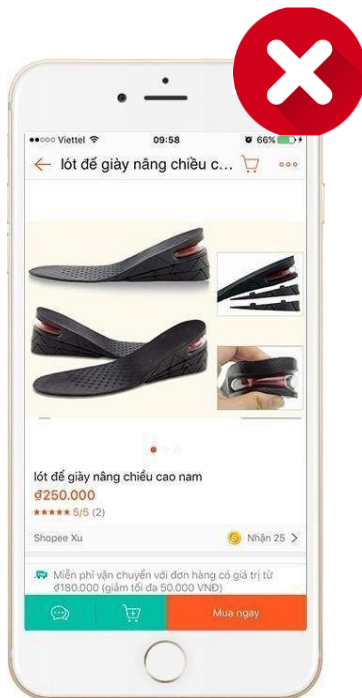 Viettel 09:58 66%
lót đế giày nâng chiều c...
lót đế giày nâng chiều cao nam
₫250.000
5/5 (2)
Shopee Xu Nhận 25
Miễn phí vận chuyển với đơn hàng có giá trị từ
₫180.000 (giảm tối đa 50.000 VNĐ)
Mua ngay